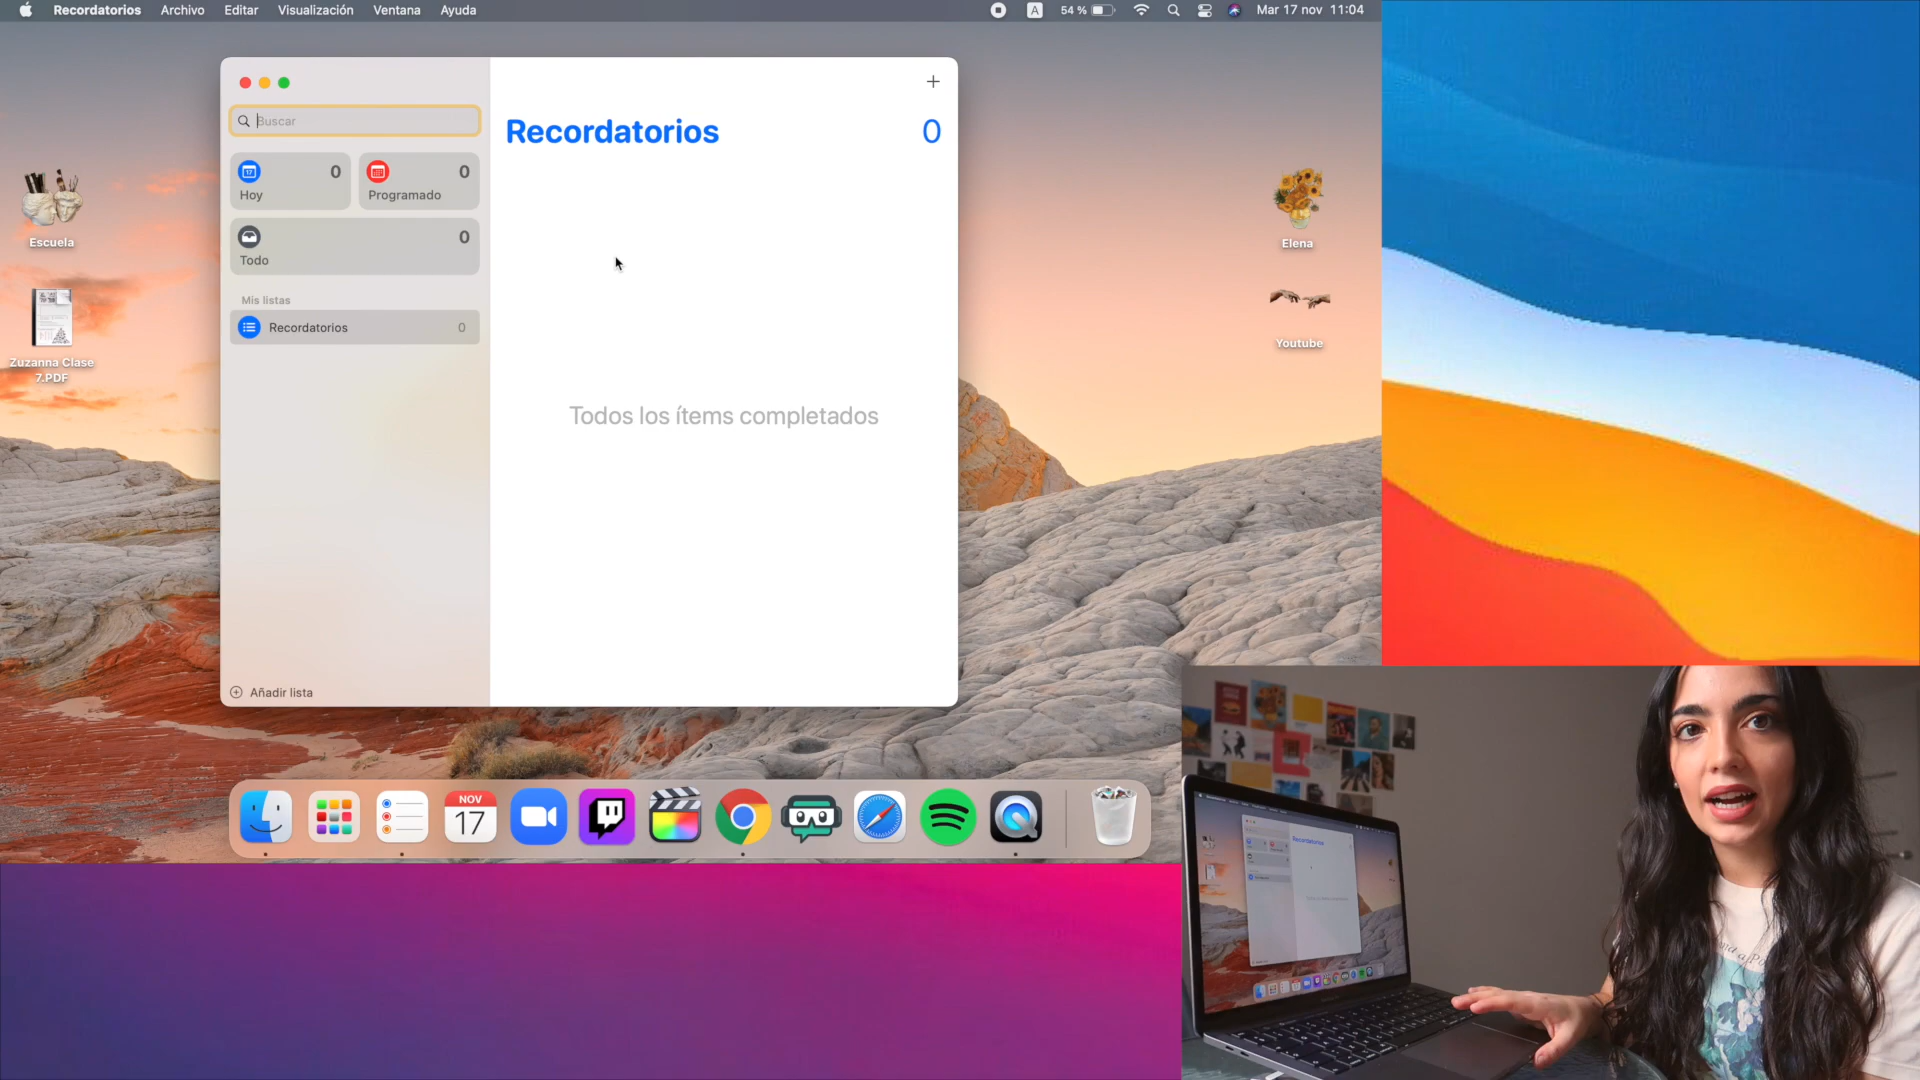 Recordatorios Archivo Editar Visualización Ventana Ayuda
A 54 % Mar 17 nov 11:04
Buscar
17 0
Hoy
0
Programado
0
Todo
Mis listas
Recordatorios 0
Añadir lista
Recordatorios 0
Todos los ítems completados
Escuela
Zuzanna Clase
7.PDF
Elena
Youtube
NOV
17
Recordatorios